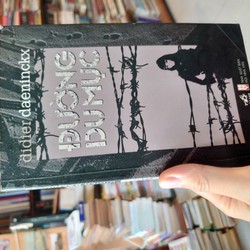 didier daeninckx
ĐƯỜNG
DU MỤC